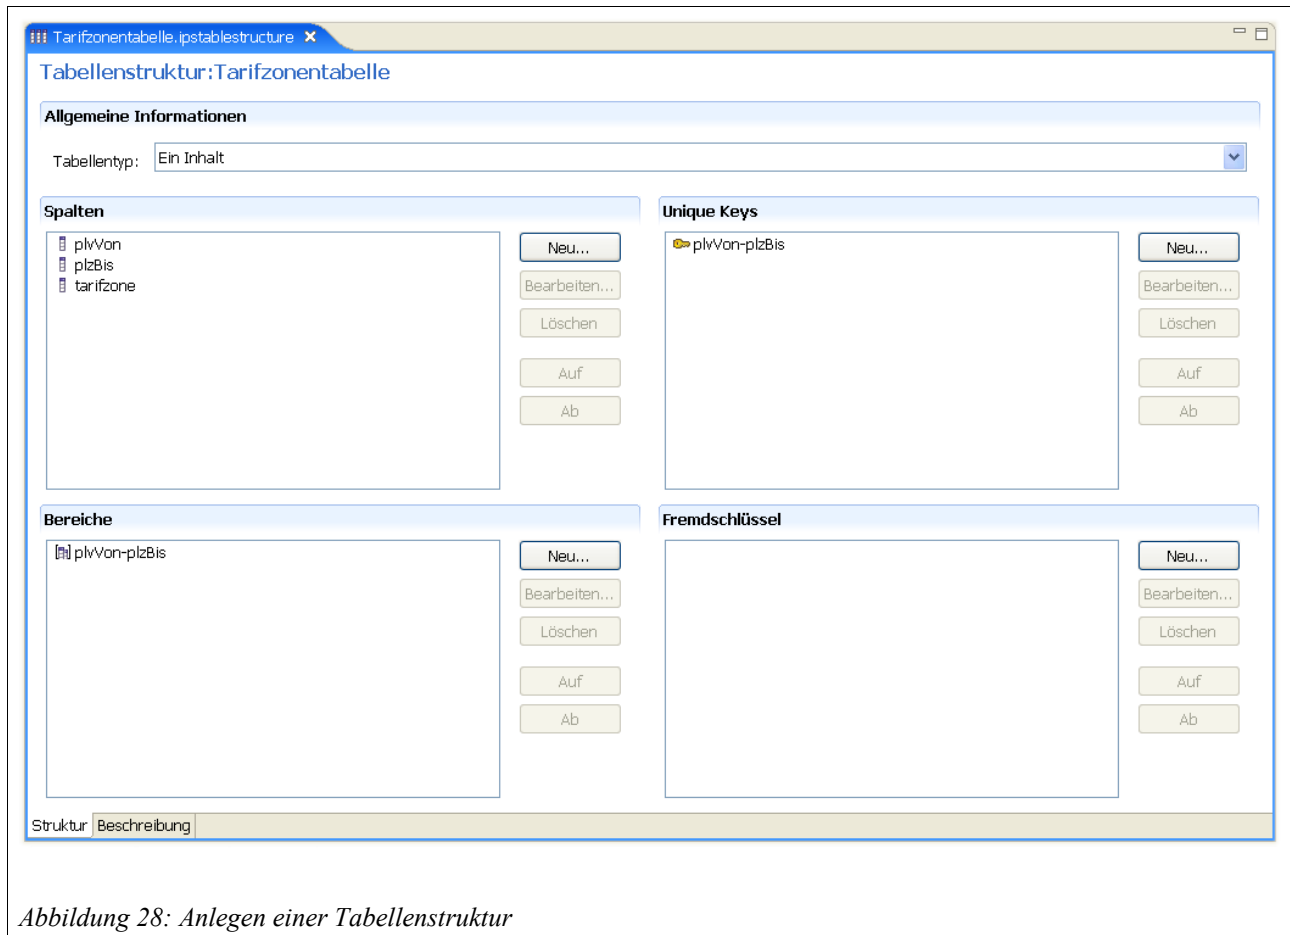 Tarifzonentabelle.ipstablestructure
Tabellenstruktur:Tarifzonentabelle
Allgemeine Informationen
Tabellentyp: Ein Inhalt
Spalten
plvVon
plzBis
tarifzone
Neu...
Bearbeiten...
Löschen
Auf
Ab
Unique Keys
plvVon-plzBis
Neu...
Bearbeiten...
Löschen
Auf
Ab
Bereiche
plvVon-plzBis
Neu...
Bearbeiten...
Löschen
Auf
Ab
Fremdschlüssel
Neu...
Bearbeiten...
Löschen
Auf
Ab
Struktur Beschreibung
Abbildung 28: Anlegen einer Tabellenstruktur